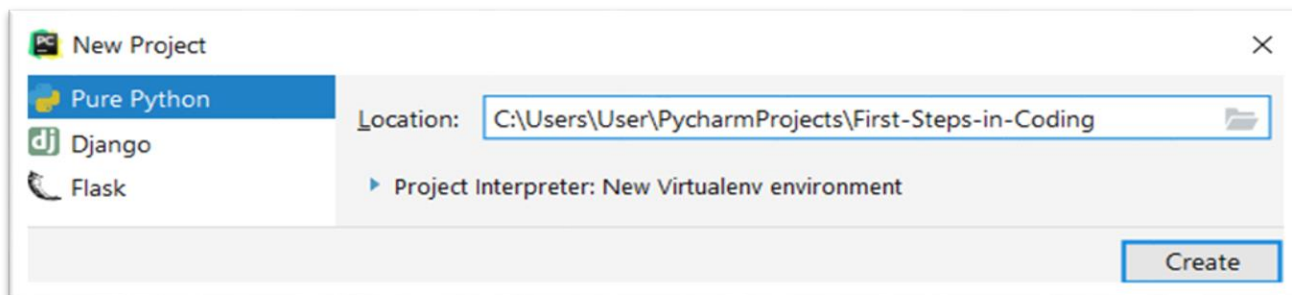 New Project
Pure Python
Django
Flask
Location: C:\Users\User\PycharmProjects\First-Steps-in-Coding
Project Interpreter: New Virtualenv environment
Create